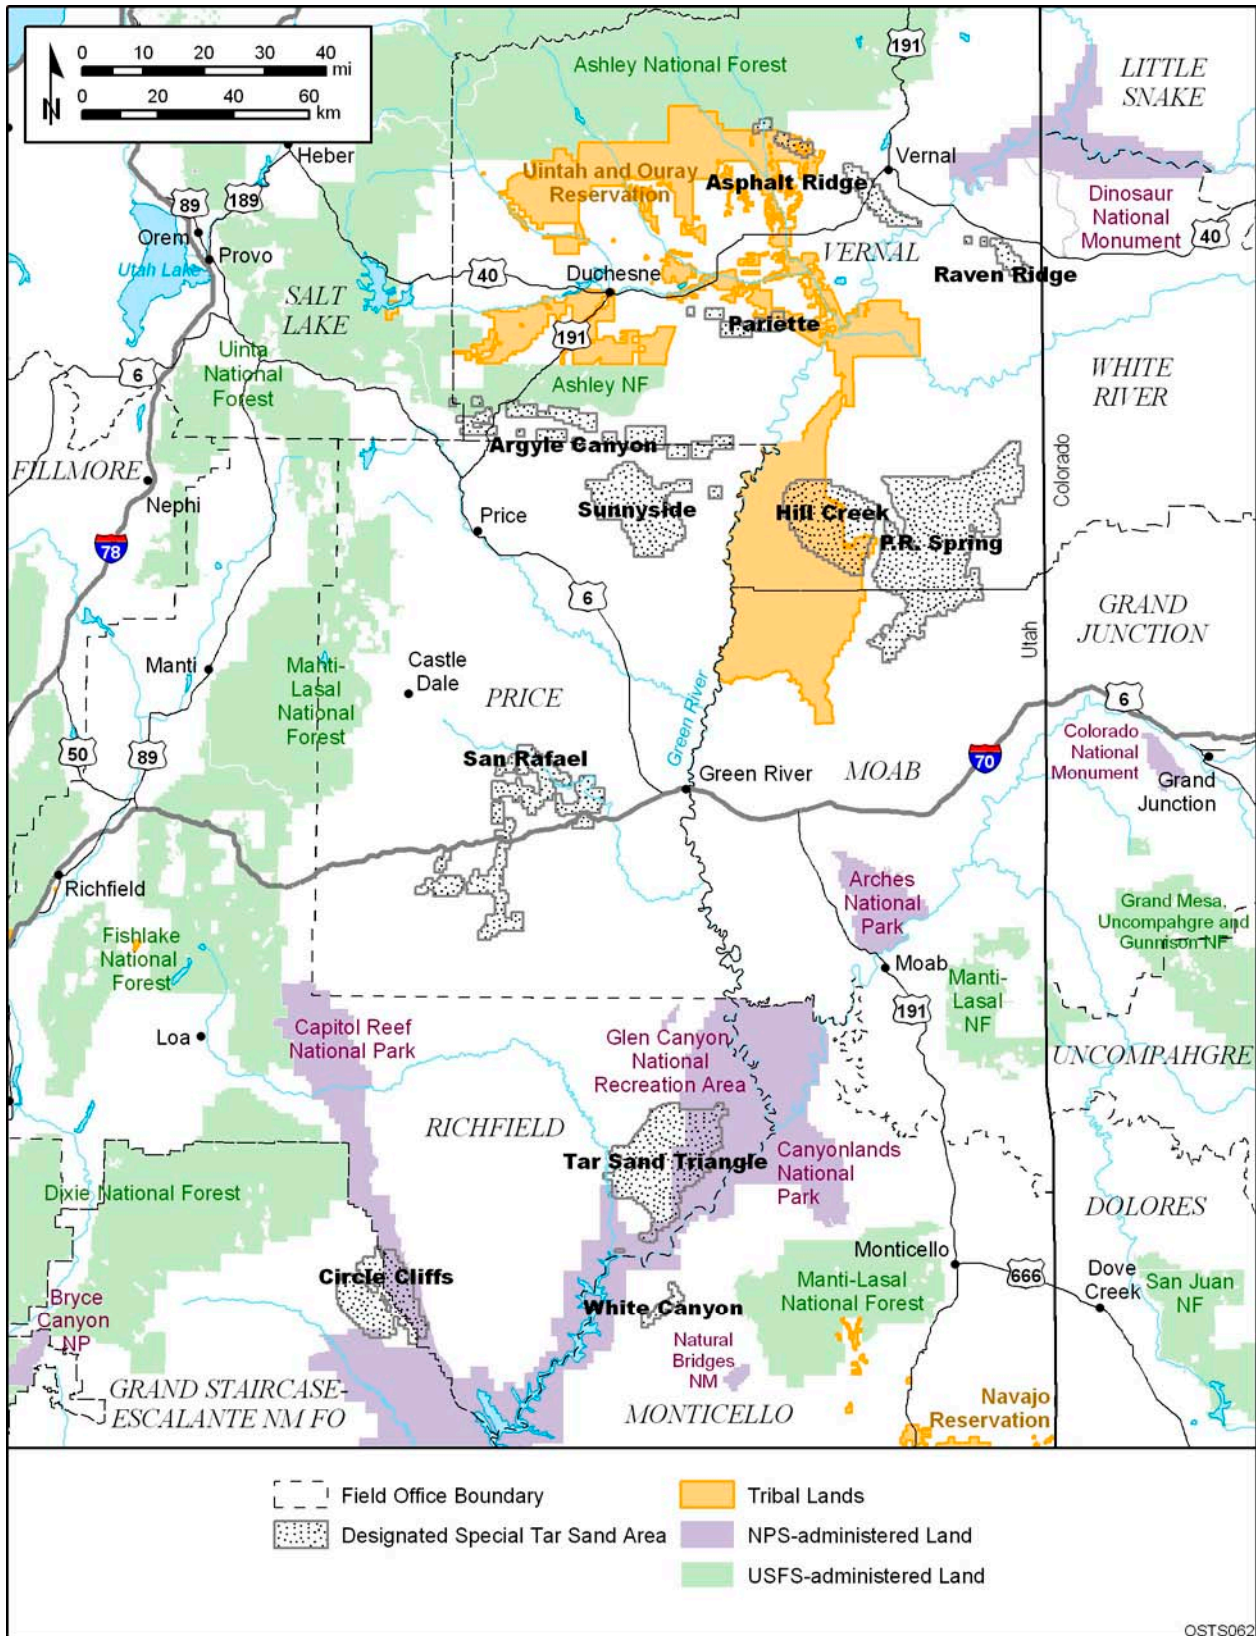 0 10 20 30 40
mi
0 20 40 60
km
N
191
Ashley National Forest
LITTLE
SNAKE
Heber
Uintah and Ouray
Reservation
Vernal
Asphalt Ridge
89
189
Dinosaur
National
Monument
40
Orem
Provo
Utah Lake
VERNAL
40
Duchesne
Raven Ridge
SALT
LAKE
191
Pariette
Uinta
National
Forest
6
Ashley NF
WHITE
RIVER
Argyle Canyon
FILLMORE
Nephi
Colorado
Sunnyside
Hill Creek
Price
P.R. Spring
78
6
GRAND
JUNCTION
Utah
Manti
Manti-
Lasal
National
Forest
Castle
Dale
PRICE
Green River
6
50
89
San Rafael
Green River
MOAB
70
Colorado
National
Monument
Grand
Junction
Richfield
Arches
National
Park
Grand Mesa,
Uncompahgre and
Gunnison NF
Fishlake
National
Forest
Moab
Manti-
Lasal
NF
191
Loa
Capitol Reef
National Park
Glen Canyon
National
Recreation Area
UNCOMPAHGRE
RICHFIELD
Tar Sand Triangle
Canyonlands
National
Park
Dixie National Forest
DOLORES
Monticello
Circle Cliffs
666
Dove
Creek
Manti-Lasal
National Forest
San Juan
NF
Bryce
Canyon
NP
White Canyon
Natural
Bridges
NM
GRAND STAIRCASE-
ESCALANTE NM FO
MONTICELLO
Navajo
Reservation
Field Office Boundary
Designated Special Tar Sand Area
Tribal Lands
NPS-administered Land
USFS-administered Land
OSTS062